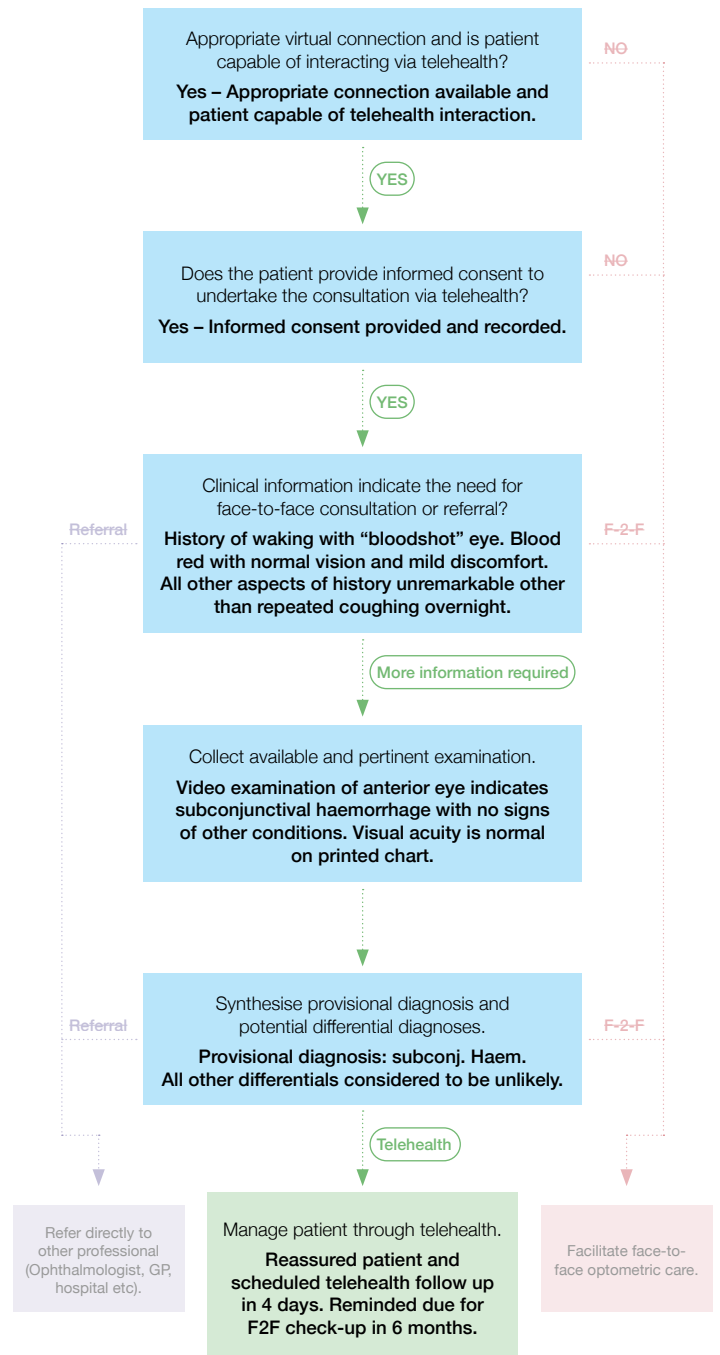 Appropriate virtual connection and is patient
capable of interacting via telehealth?
Yes – Appropriate connection available and
patient capable of telehealth interaction.
NO
YES
Does the patient provide informed consent to
undertake the consultation via telehealth?
Yes – Informed consent provided and recorded.
NO
YES
Clinical information indicate the need for
face-to-face consultation or referral?
History of waking with “bloodshot” eye. Blood
red with normal vision and mild discomfort.
All other aspects of history unremarkable other
than repeated coughing overnight.
Referral
F-2-F
More information required
Collect available and pertinent examination.
Video examination of anterior eye indicates
subconjunctival haemorrhage with no signs
of other conditions. Visual acuity is normal
on printed chart.
Synthesise provisional diagnosis and
potential differential diagnoses.
Provisional diagnosis: subconj. Haem.
All other differentials considered to be unlikely.
Referral
F-2-F
Telehealth
Refer directly to
other professional
(Ophthalmologist, GP,
hospital etc).
Manage patient through telehealth.
Reassured patient and
scheduled telehealth follow up
in 4 days. Reminded due for
F2F check-up in 6 months.
Facilitate face-to-
face optometric care.